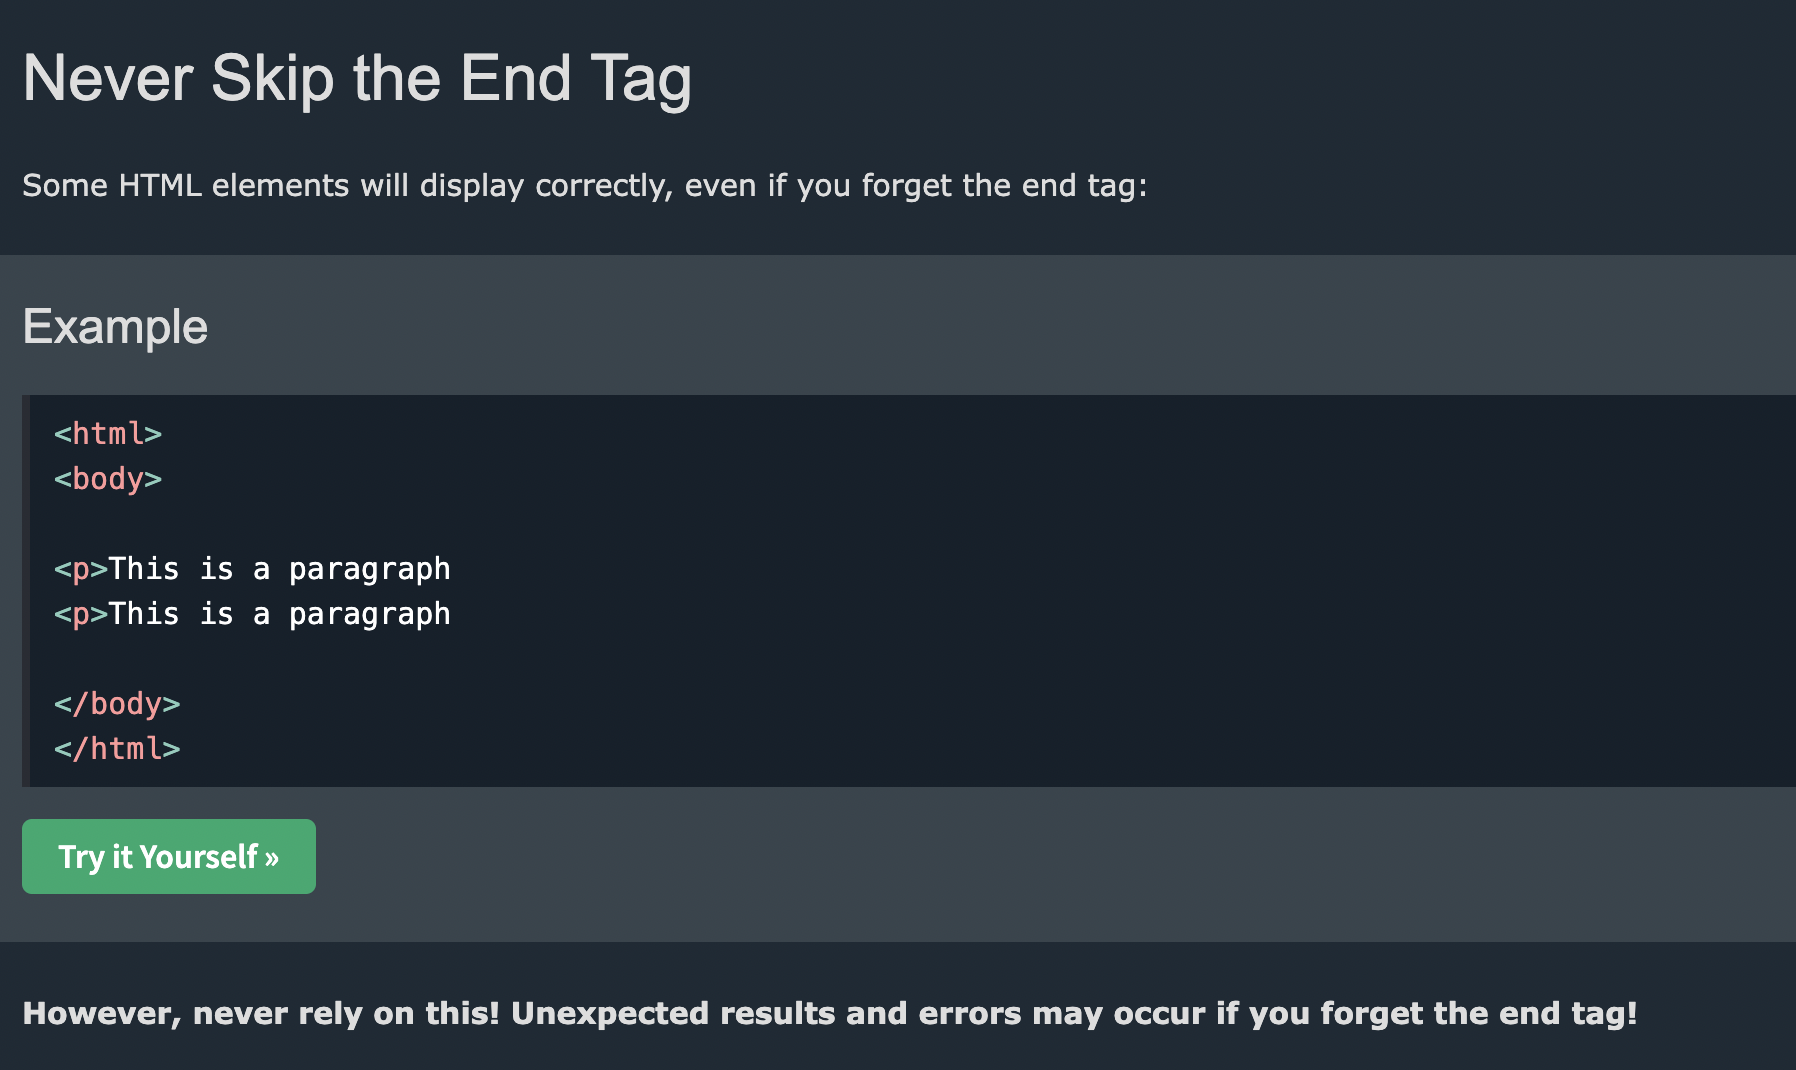 Never Skip the End Tag
Some HTML elements will display correctly, even if you forget the end tag:
Example
<html>
<body>
<p>This is a paragraph
<p>This is a paragraph
</body>
</html>
Try it Yourself »
However, never rely on this! Unexpected results and errors may occur if you forget the end tag!